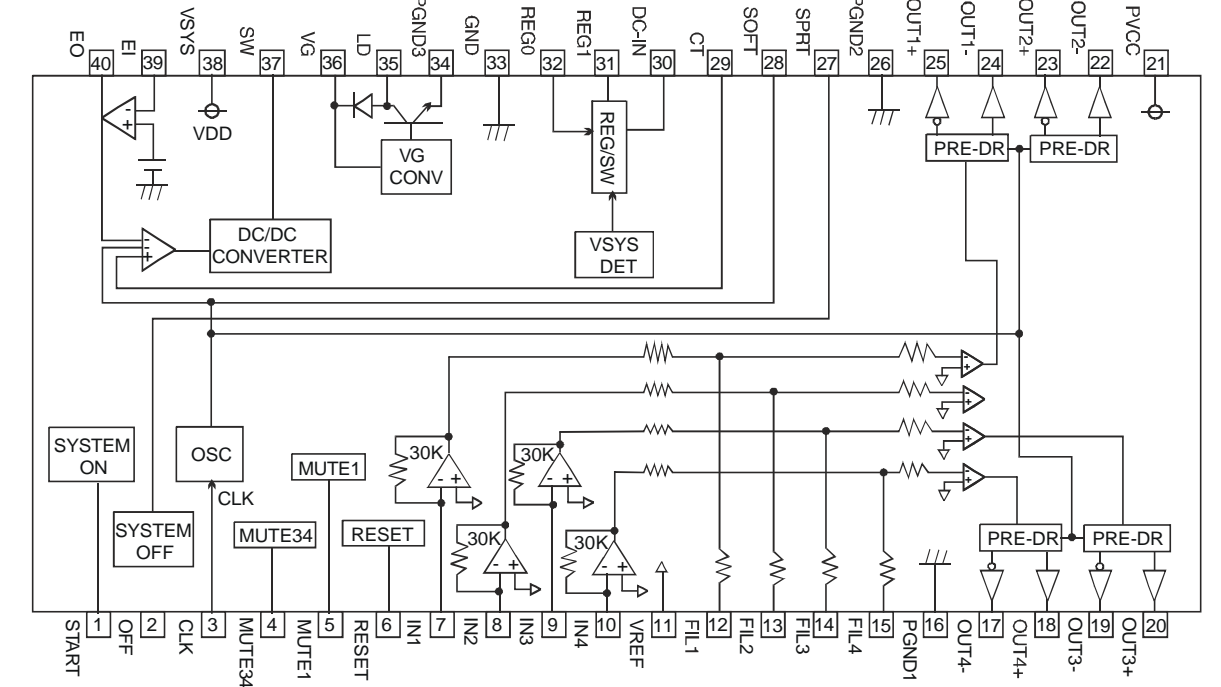 EO
EI
VSYS
SW
VG
LD
PGND3
GND
REG0
REG1
DC-IN
CT
SOFT
SPRT
PGND2
OUT1+
OUT1-
OUT2+
OUT2-
PVCC
40
39
38
37
36
35
34
33
32
31
30
29
28
27
26
25
24
23
22
21
-
+
VDD
VG
CONV
REG/SW
PRE-DR
PRE-DR
VSYS
DET
-
-
+
DC/DC
CONVERTER
-
+
-
+
-
+
-
+
SYSTEM
ON
OSC
CLK
MUTE1
30K
- +
30K
- +
SYSTEM
OFF
MUTE34
RESET
30K
- +
30K
- +
PRE-DR
PRE-DR
START
1
OFF
2
CLK
3
MUTE34
4
MUTE1
5
RESET
6
IN1
7
IN2
8
IN3
9
IN4
10
VREF
11
FIL1
12
FIL2
13
FIL3
14
FIL4
15
PGND1
16
OUT4-
17
OUT4+
18
OUT3-
19
OUT3+
20